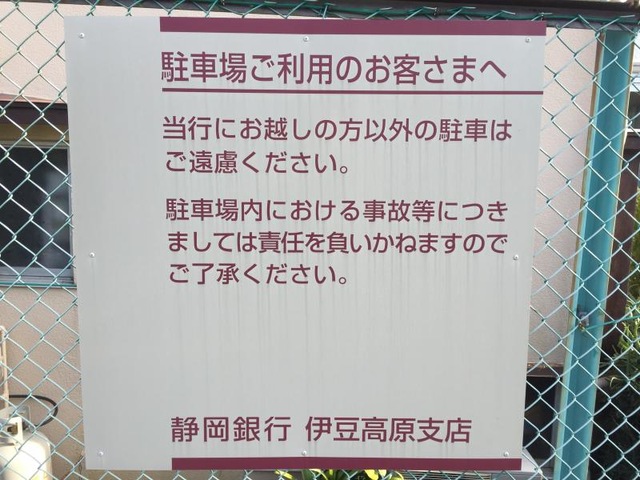 駐車場ご利用のお客さまへ
当行にお越しの方以外の駐車は
ご遠慮ください。
駐車場内における事故等につき
ましては責任を負いかねますので
ご了承ください。
静岡銀行 伊豆高原支店